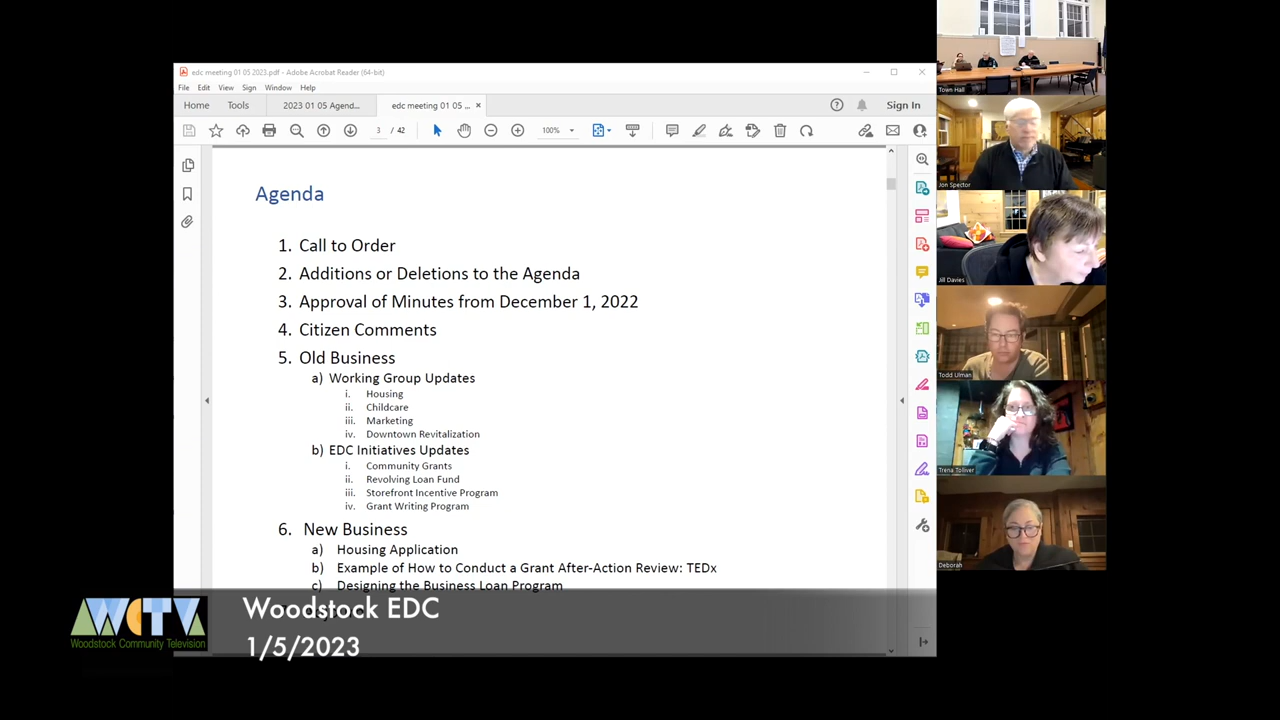 edc meeting 01 05 2023.pdf - Adobe Acrobat Reader (64-bit)
File Edit View Sign Window Help
Home Tools 2023 01 05 Agend... edc meeting 01 05 ... × Sign In
3 / 42 100%
Agenda
1. Call to Order
2. Additions or Deletions to the Agenda
3. Approval of Minutes from December 1, 2022
4. Citizen Comments
5. Old Business
a) Working Group Updates
i. Housing
ii. Childcare
iii. Marketing
iv. Downtown Revitalization
b) EDC Initiatives Updates
i. Community Grants
ii. Revolving Loan Fund
iii. Storefront Incentive Program
iv. Grant Writing Program
6. New Business
a) Housing Application
b) Example of How to Conduct a Grant After-Action Review: TEDx
c) Designing the Business Loan Program
WCTV
Woodstock Community Television
Woodstock EDC
1/5/2023
Town Hall
Jon Spector
Jill Davies
Todd Ulman
Trena Tolliver
Deborah